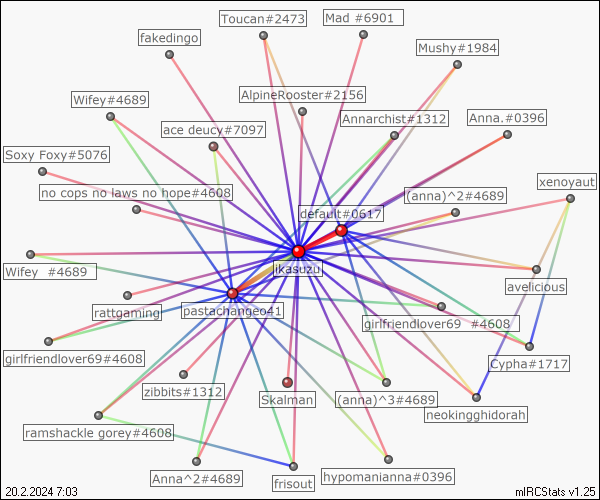 Toucan#2473
Mad #6901
fakedingo
Mushy#1984
Wifey#4689
AlpineRooster#2156
Annarchist#1312
Anna.#0396
ace deucy#7097
Soxy Foxy#5076
xenoyaut
no cops no laws no hope#4608
(anna)^2#4689
default#0617
ikasuzu
Wifey #4689
avelicious
rattgaming
pastachangeo41
girlfriendlover69 #4608
girlfriendlover69#4608
Cypha#1717
zibbits#1312
Skalman
(anna)^3#4689
neokingghidorah
ramshackle gorey#4608
Anna^2#4689
frisout
hypomanianna#0396
20.2.2024 7:03
mIRCStats v1.25